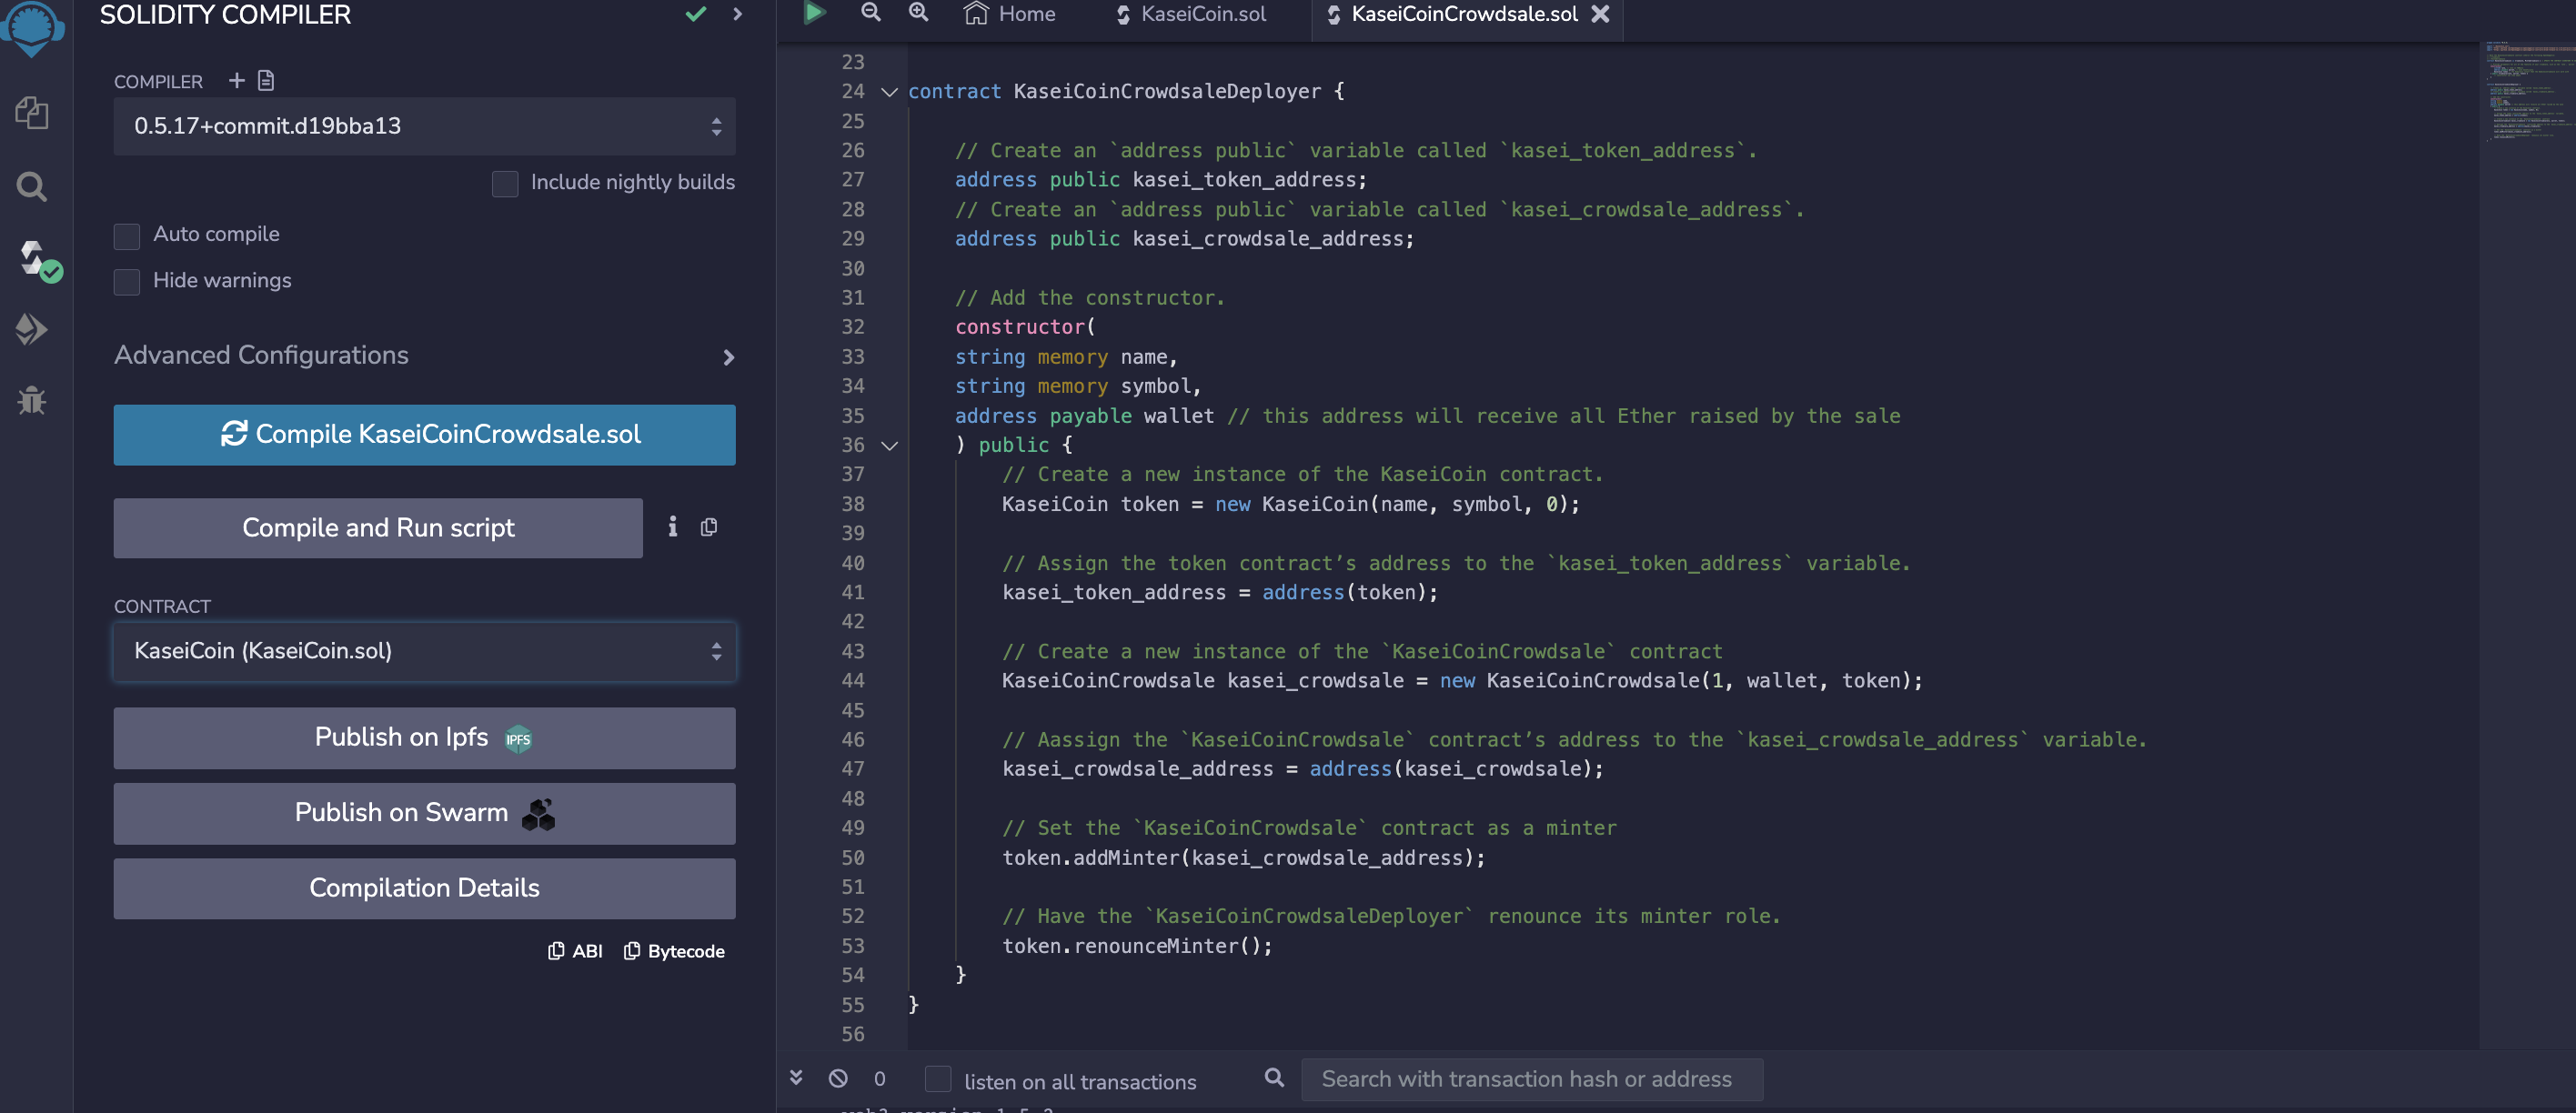 SOLIDITY COMPILER
COMPILER
0.5.17+commit.d19bba13
Include nightly builds
Auto compile
Hide warnings
Advanced Configurations
Compile KaseiCoinCrowdsale.sol
Compile and Run script
CONTRACT
KaseiCoin (KaseiCoin.sol)
Publish on Ipfs IPFS
Publish on Swarm
Compilation Details
ABI Bytecode
Home KaseiCoin.sol KaseiCoinCrowdsale.sol
23
24 contract KaseiCoinCrowdsaleDeployer {
25
26 // Create an `address public` variable called `kasei_token_address`.
27 address public kasei_token_address;
28 // Create an `address public` variable called `kasei_crowdsale_address`.
29 address public kasei_crowdsale_address;
30
31 // Add the constructor.
32 constructor(
33 string memory name,
34 string memory symbol,
35 address payable wallet // this address will receive all Ether raised by the sale
36 ) public {
37 // Create a new instance of the KaseiCoin contract.
38 KaseiCoin token = new KaseiCoin(name, symbol, 0);
39
40 // Assign the token contract’s address to the `kasei_token_address` variable.
41 kasei_token_address = address(token);
42
43 // Create a new instance of the `KaseiCoinCrowdsale` contract
44 KaseiCoinCrowdsale kasei_crowdsale = new KaseiCoinCrowdsale(1, wallet, token);
45
46 // Aassign the `KaseiCoinCrowdsale` contract’s address to the `kasei_crowdsale_address` variable.
47 kasei_crowdsale_address = address(kasei_crowdsale);
48
49 // Set the `KaseiCoinCrowdsale` contract as a minter
50 token.addMinter(kasei_crowdsale_address);
51
52 // Have the `KaseiCoinCrowdsaleDeployer` renounce its minter role.
53 token.renounceMinter();
54 }
55 }
56
0 listen on all transactions Search with transaction hash or address